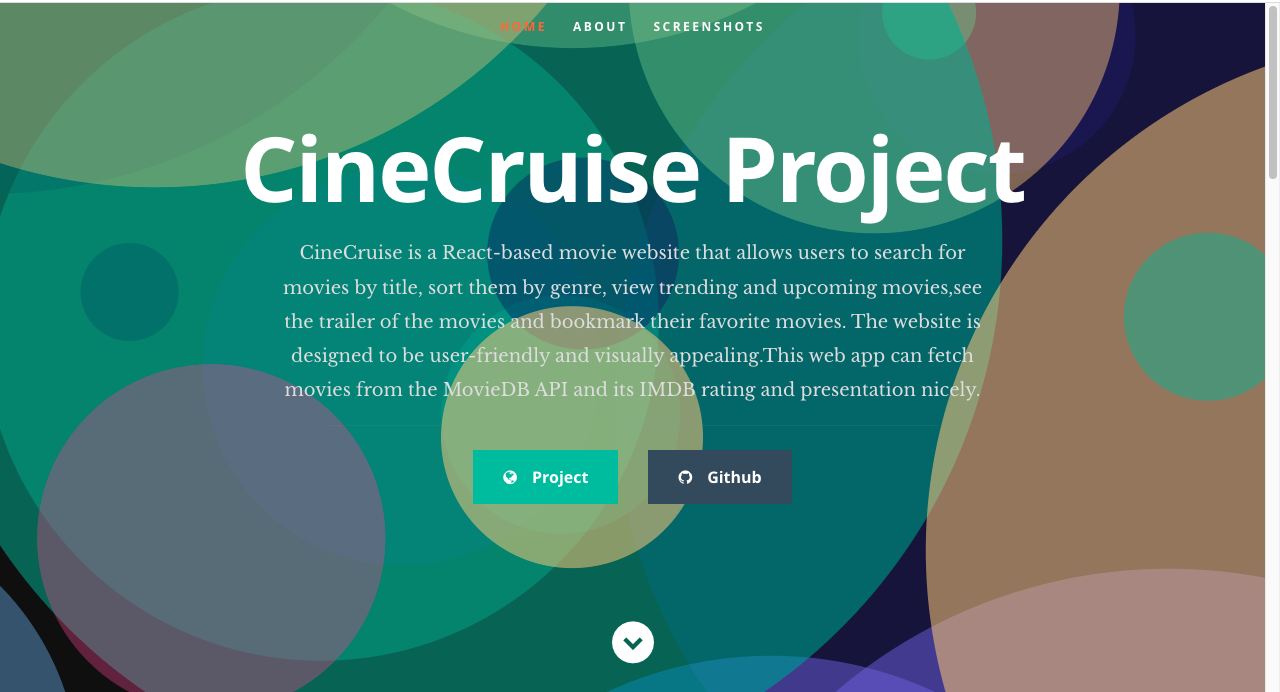 HOME ABOUT SCREENSHOTS
CineCruise Project
CineCruise is a React-based movie website that allows users to search for
movies by title, sort them by genre, view trending and upcoming movies,see
the trailer of the movies and bookmark their favorite movies. The website is
designed to be user-friendly and visually appealing.This web app can fetch
movies from the MovieDB API and its IMDB rating and presentation nicely.
Project Github